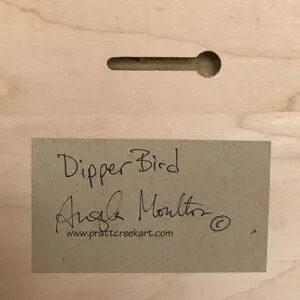 Dipper Bird
Angela Moulton ©
www.prattcreekart.com